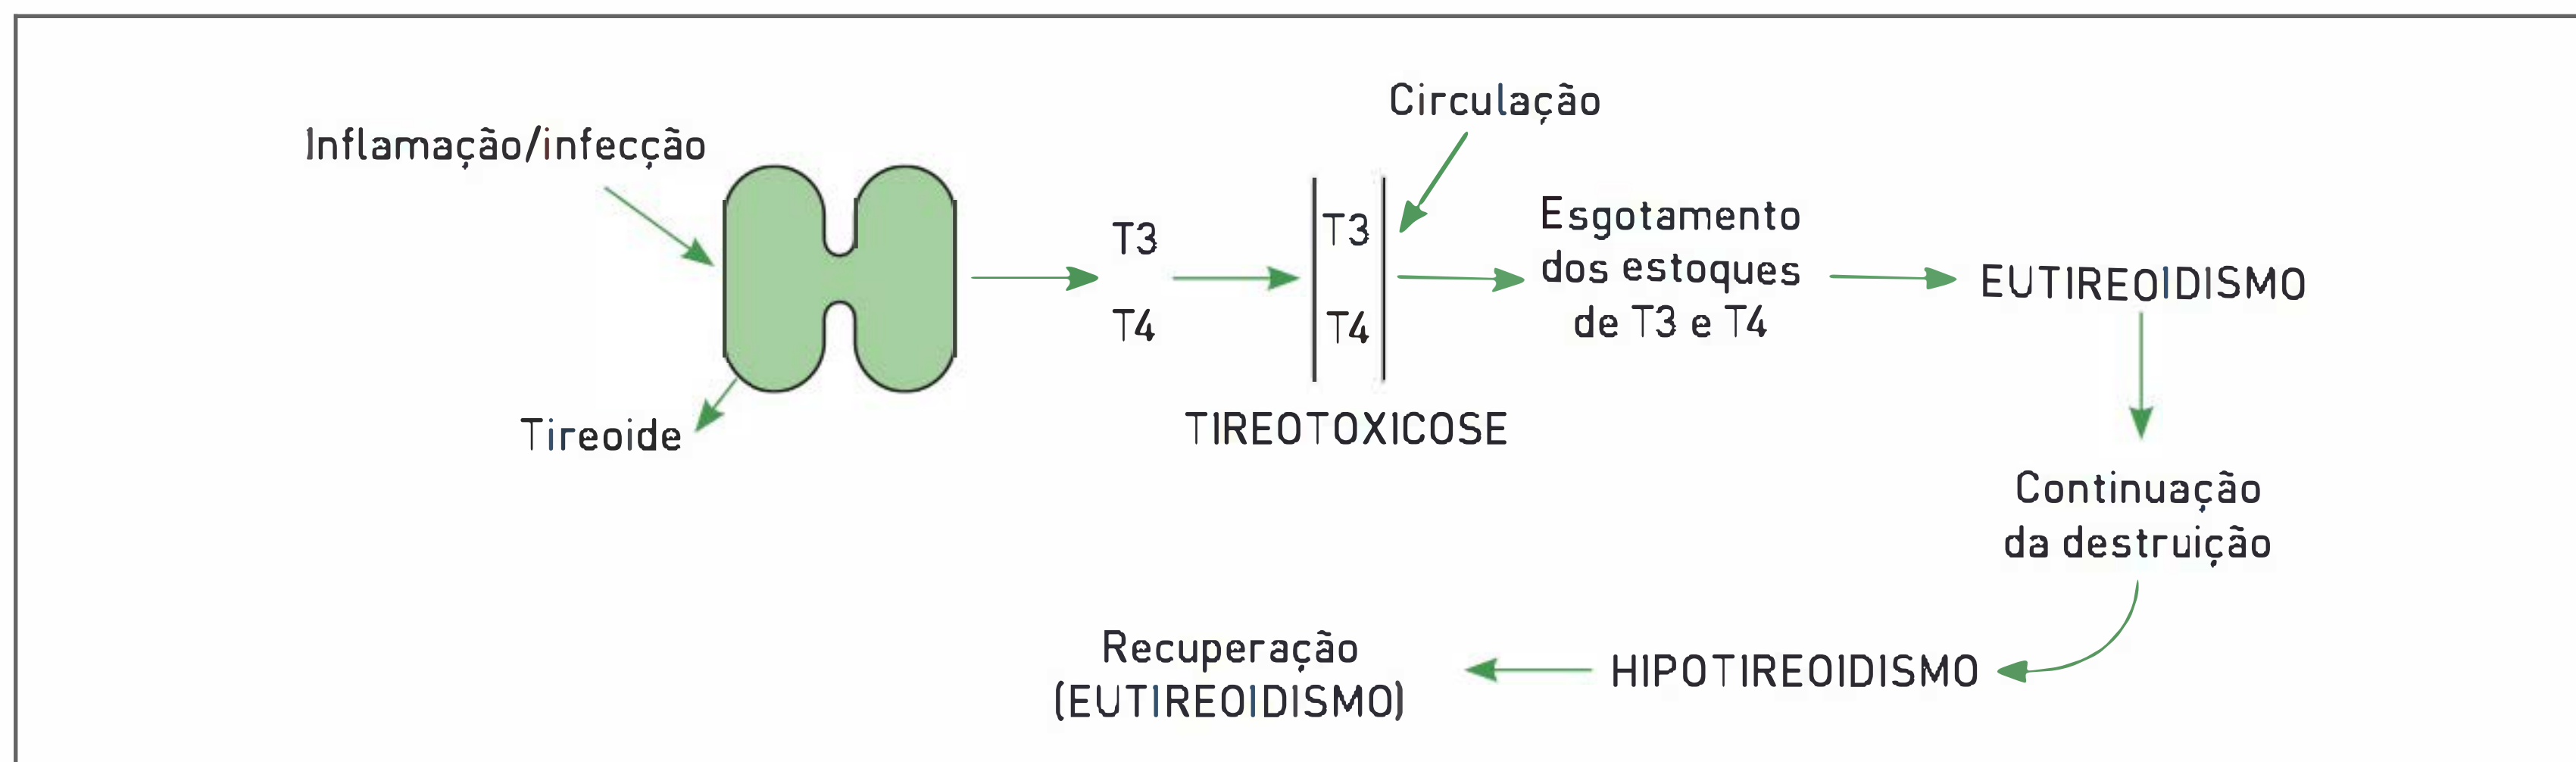 Inflamação/infecção
Tireoide
T3
T4
Circulação
T3
T4
TIREOTOXICOSE
Esgotamento
dos estoques
de T3 e T4
EUTIREOIDISMO
Continuação
da destruição
HIPOTIREOIDISMO
Recuperação
(EUTIREOIDISMO)